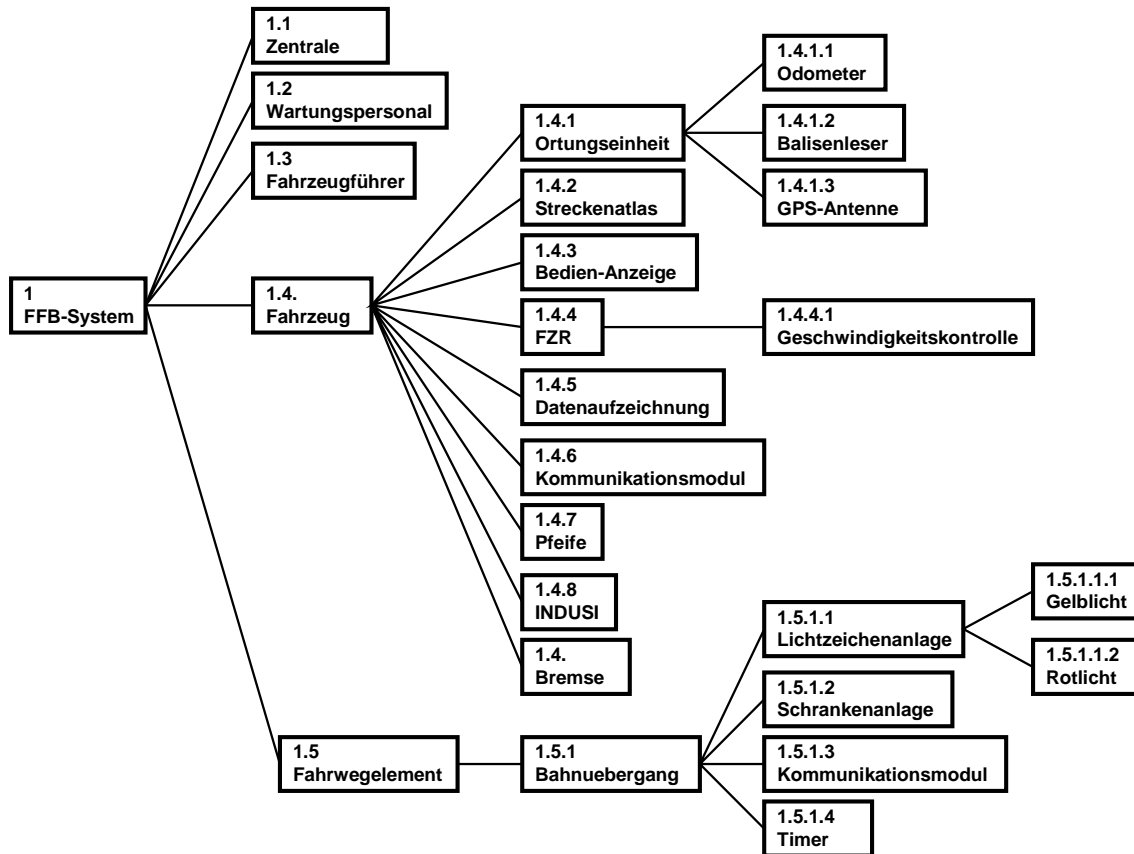 1
FFB-System
1.1
Zentrale
1.2
Wartungspersonal
1.3
Fahrzeugführer
1.4.
Fahrzeug
1.4.1
Ortungseinheit
1.4.1.1
Odometer
1.4.1.2
Balisenleser
1.4.1.3
GPS-Antenne
1.4.2
Streckenatlas
1.4.3
Bedien-Anzeige
1.4.4
FZR
1.4.4.1
Geschwindigkeitskontrolle
1.4.5
Datenaufzeichnung
1.4.6
Kommunikationsmodul
1.4.7
Pfeife
1.4.8
INDUSI
1.4.
Bremse
1.5
Fahrwegelement
1.5.1
Bahnuebergang
1.5.1.1
Lichtzeichenanlage
1.5.1.1.1
Gelblicht
1.5.1.1.2
Rotlicht
1.5.1.2
Schrankenanlage
1.5.1.3
Kommunikationsmodul
1.5.1.4
Timer